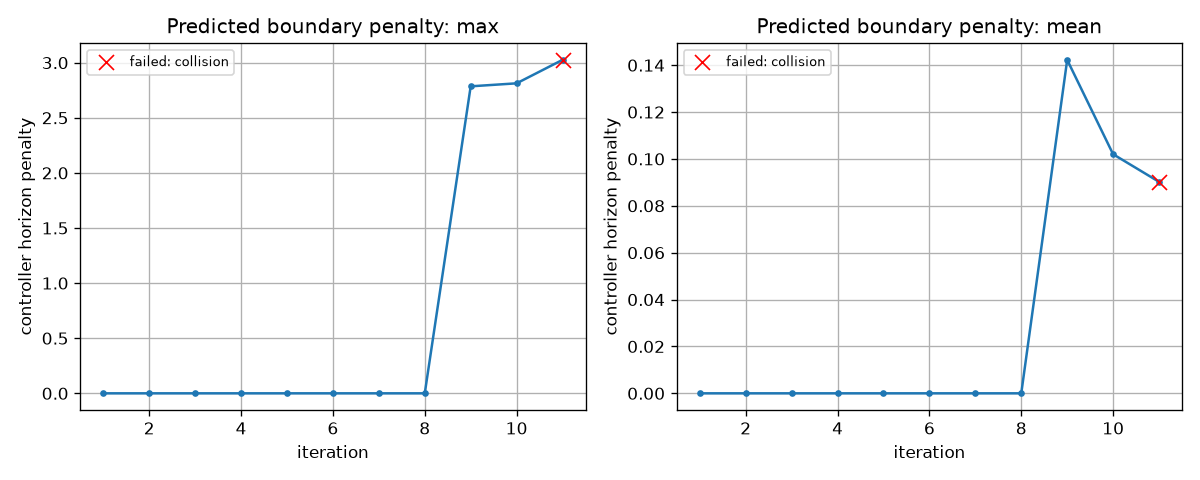 Predicted boundary penalty: max
failed: collision
controller horizon penalty
3.0
2.5
2.0
1.5
1.0
0.5
0.0
2 4 6 8 10
iteration
Predicted boundary penalty: mean
failed: collision
controller horizon penalty
0.14
0.12
0.10
0.08
0.06
0.04
0.02
0.00
2 4 6 8 10
iteration